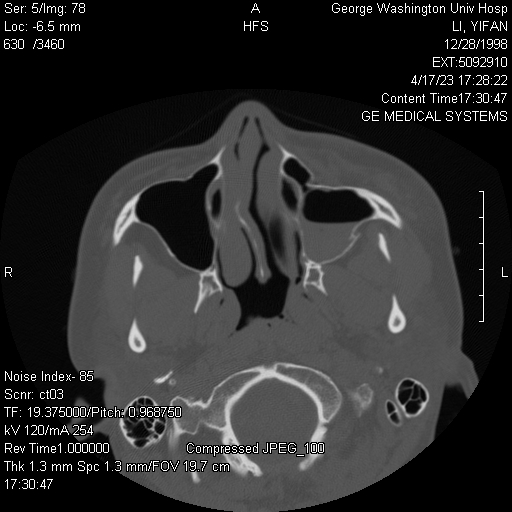 Ser: 5/Img: 78
Loc: -6.5 mm
630 /3460
A
HFS
George Washington Univ Hosp
LI, YIFAN
12/28/1998
EXT:5092910
4/17/23 17:28:22
Content Time17:30:47
GE MEDICAL SYSTEMS
R
L
Noise Index- 85
Scnr: ct03
TF: 19.375000/Pitch: 0.968750
kV 120/mA 254
Rev Time1.000000
Compressed JPEG_100
Thk 1.3 mm Spc 1.3 mm/FOV 19.7 cm
17:30:47